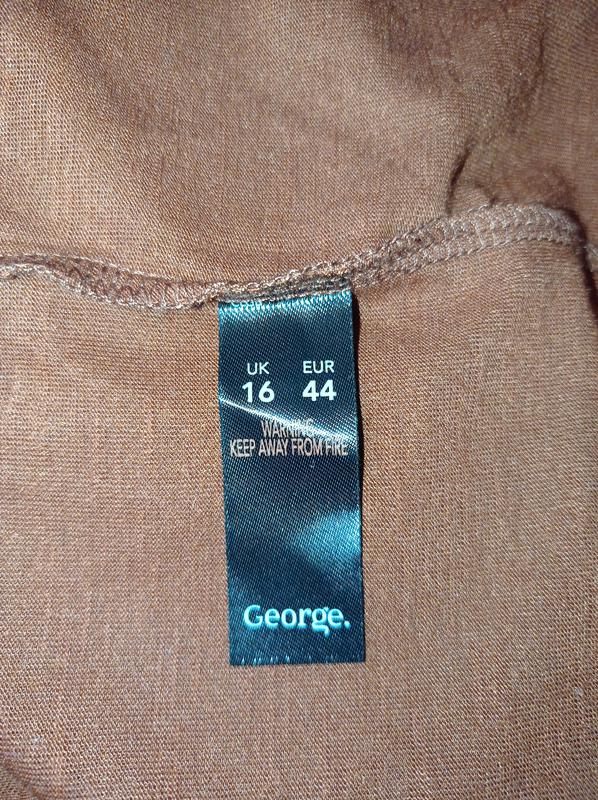 UK EUR
16 44
WARNING
KEEP AWAY FROM FIRE
George.